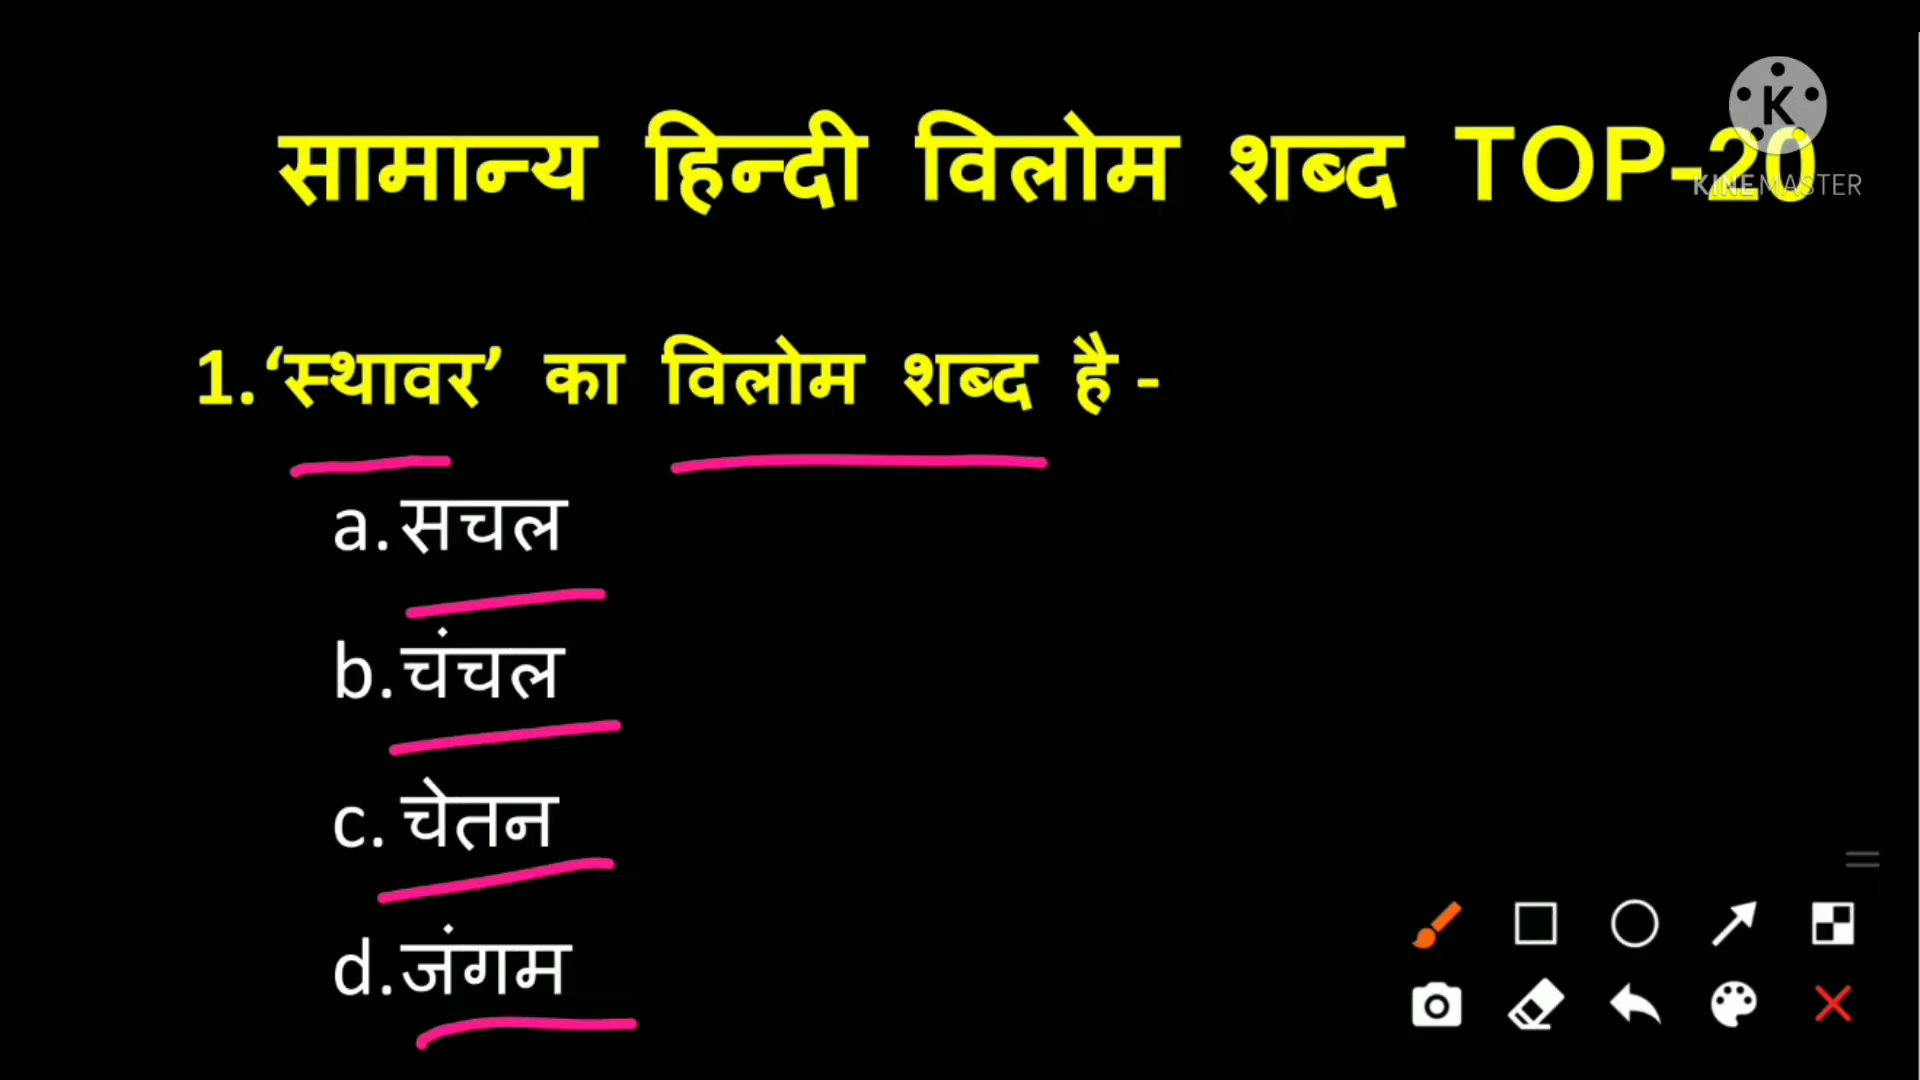 सामान्य हिन्दी विलोम शब्द TOP-20
K
KINEMASTER
1. ‘स्थावर’ का विलोम शब्द है -
a. सचल
b. चंचल
c. चेतन
d. जंगम